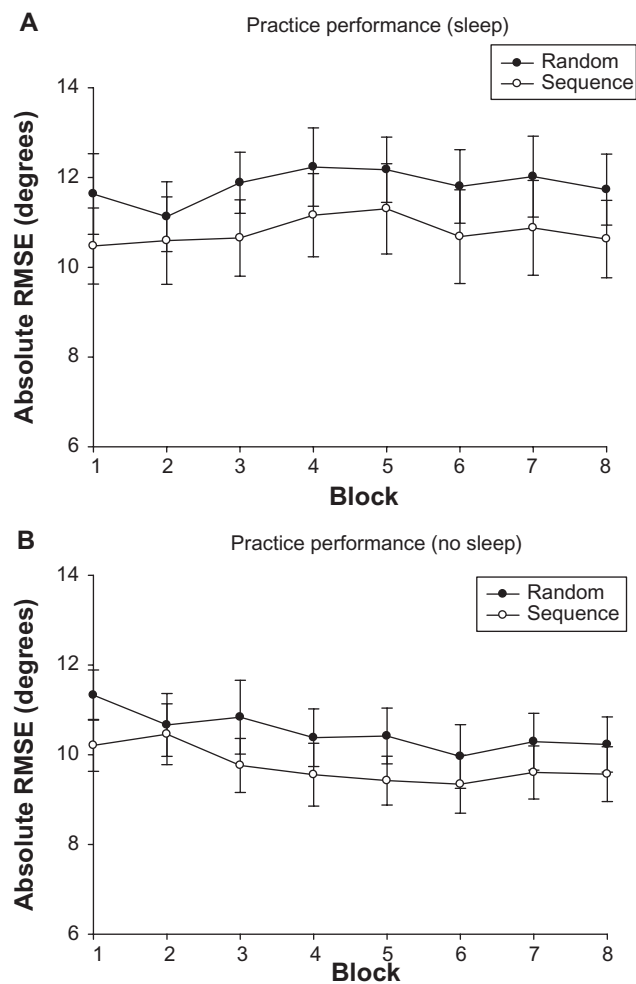 A
Practice performance (sleep)
Random
Sequence
14
12
10
8
6
Absolute RMSE (degrees)
1 2 3 4 5 6 7 8
Block
B
Practice performance (no sleep)
Random
Sequence
14
12
10
8
6
Absolute RMSE (degrees)
1 2 3 4 5 6 7 8
Block